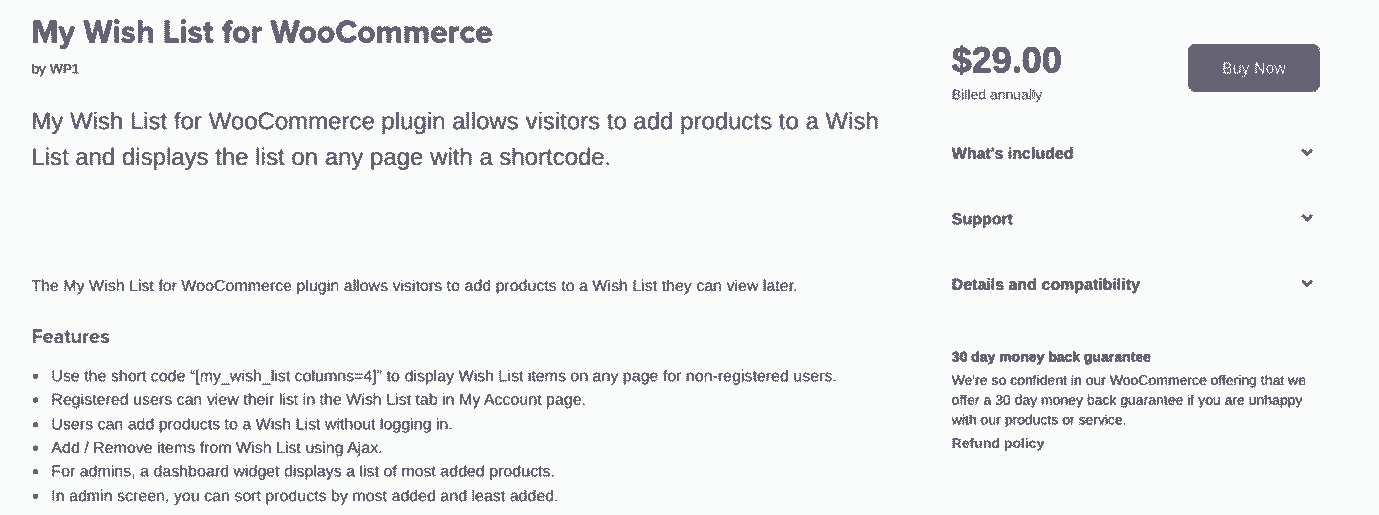 My Wish List for WooCommerce
by WP1
My Wish List for WooCommerce plugin allows visitors to add products to a Wish
List and displays the list on any page with a shortcode.
The My Wish List for WooCommerce plugin allows visitors to add products to a Wish List they can view later.
Features
• Use the short code “[my_wish_list columns=4]” to display Wish List items on any page for non-registered users.
• Registered users can view their list in the Wish List tab in My Account page.
• Users can add products to a Wish List without logging in.
• Add / Remove items from Wish List using Ajax.
• For admins, a dashboard widget displays a list of most added products.
• In admin screen, you can sort products by most added and least added.
$29.00
Buy Now
Billed annually
What's included
Support
Details and compatibility
30 day money back guarantee
We're so confident in our WooCommerce offering that we
offer a 30 day money back guarantee if you are unhappy
with our products or service.
Refund policy